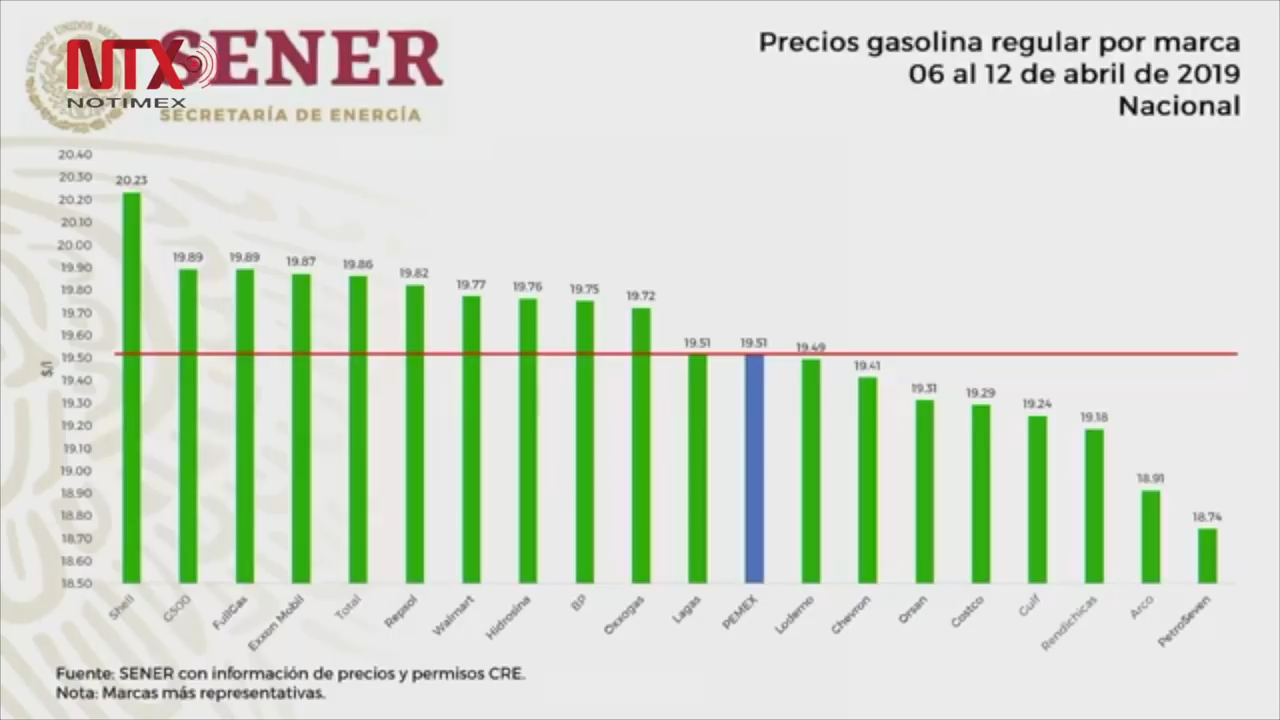 NTX
NOTIMEX
SENER
SECRETARÍA DE ENERGÍA
Precios gasolina regular por marca
06 al 12 de abril de 2019
Nacional
20.40
20.30
20.20
20.10
20.00
19.90
19.80
19.70
19.60
19.50
19.40
19.30
19.20
19.10
19.00
18.90
18.80
18.70
18.60
18.50
$/l
20.23
19.89
19.89
19.87
19.86
19.82
19.77
19.76
19.75
19.72
19.51
19.51
19.49
19.41
19.31
19.29
19.24
19.18
18.91
18.74
Shell
G500
FullGas
Exxon Mobil
Total
Repsol
Walmart
Hidrosina
BP
Oxxogas
Lagas
PEMEX
Lodemo
Chevron
Orsan
Costco
Gulf
Rendichicas
Arco
PetroSeven
Fuente: SENER con información de precios y permisos CRE.
Nota: Marcas más representativas.